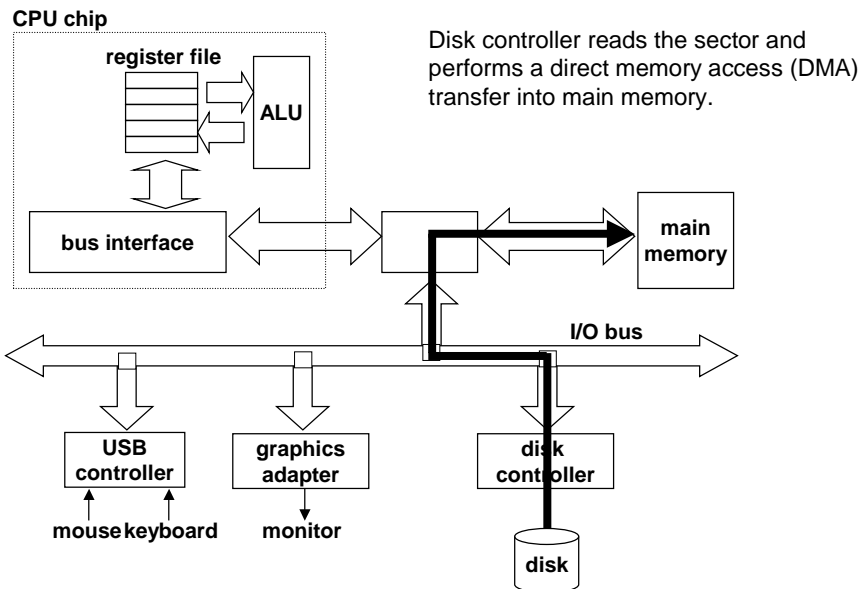 CPU chip
register file
ALU
Disk controller reads the sector and
performs a direct memory access (DMA)
transfer into main memory.
bus interface
main
memory
I/O bus
USB
controller
graphics
adapter
disk
controller
mouse keyboard
monitor
disk